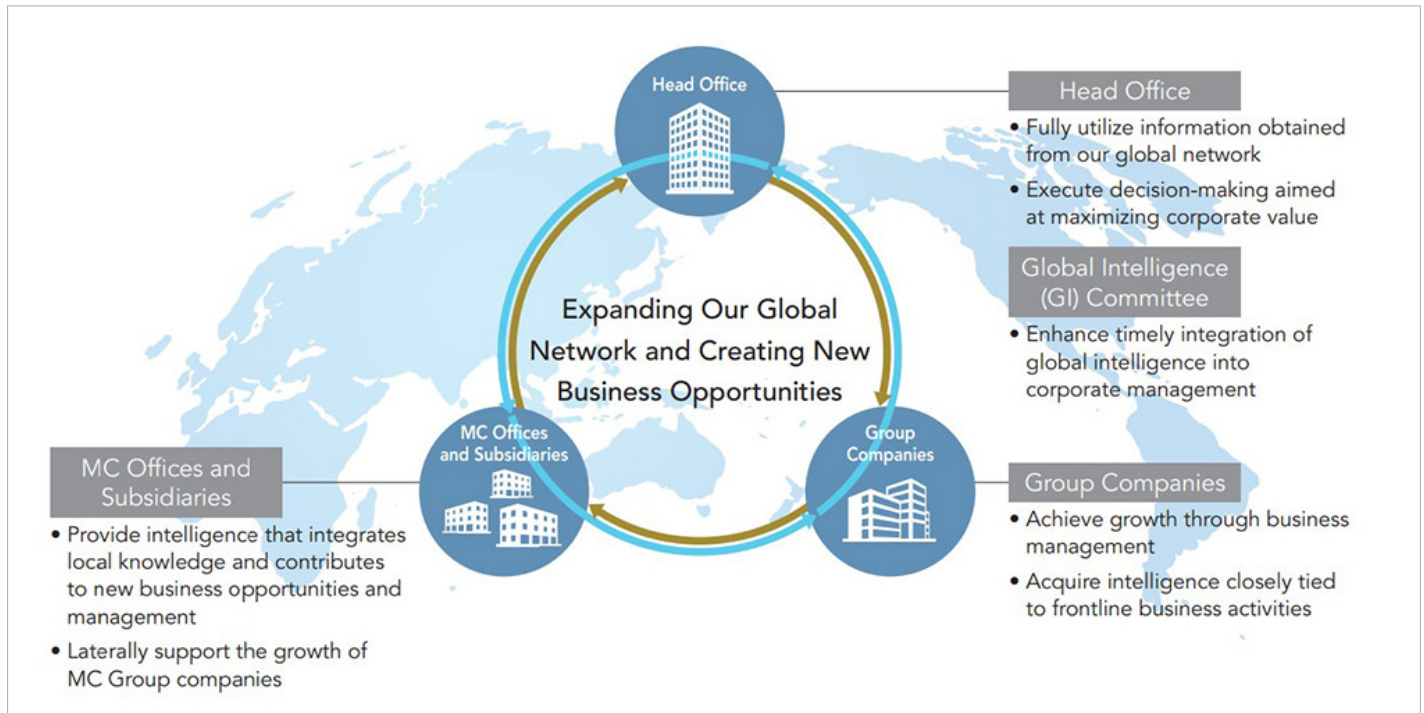 Head Office
Head Office
• Fully utilize information obtained
from our global network
• Execute decision-making aimed
at maximizing corporate value
Global Intelligence
(GI) Committee
• Enhance timely integration of
global intelligence into
corporate management
Expanding Our Global
Network and Creating New
Business Opportunities
MC Offices
and Subsidiaries
Group
Companies
MC Offices and
Subsidiaries
• Provide intelligence that integrates
local knowledge and contributes
to new business opportunities and
management
• Laterally support the growth of
MC Group companies
Group Companies
• Achieve growth through business
management
• Acquire intelligence closely tied
to frontline business activities